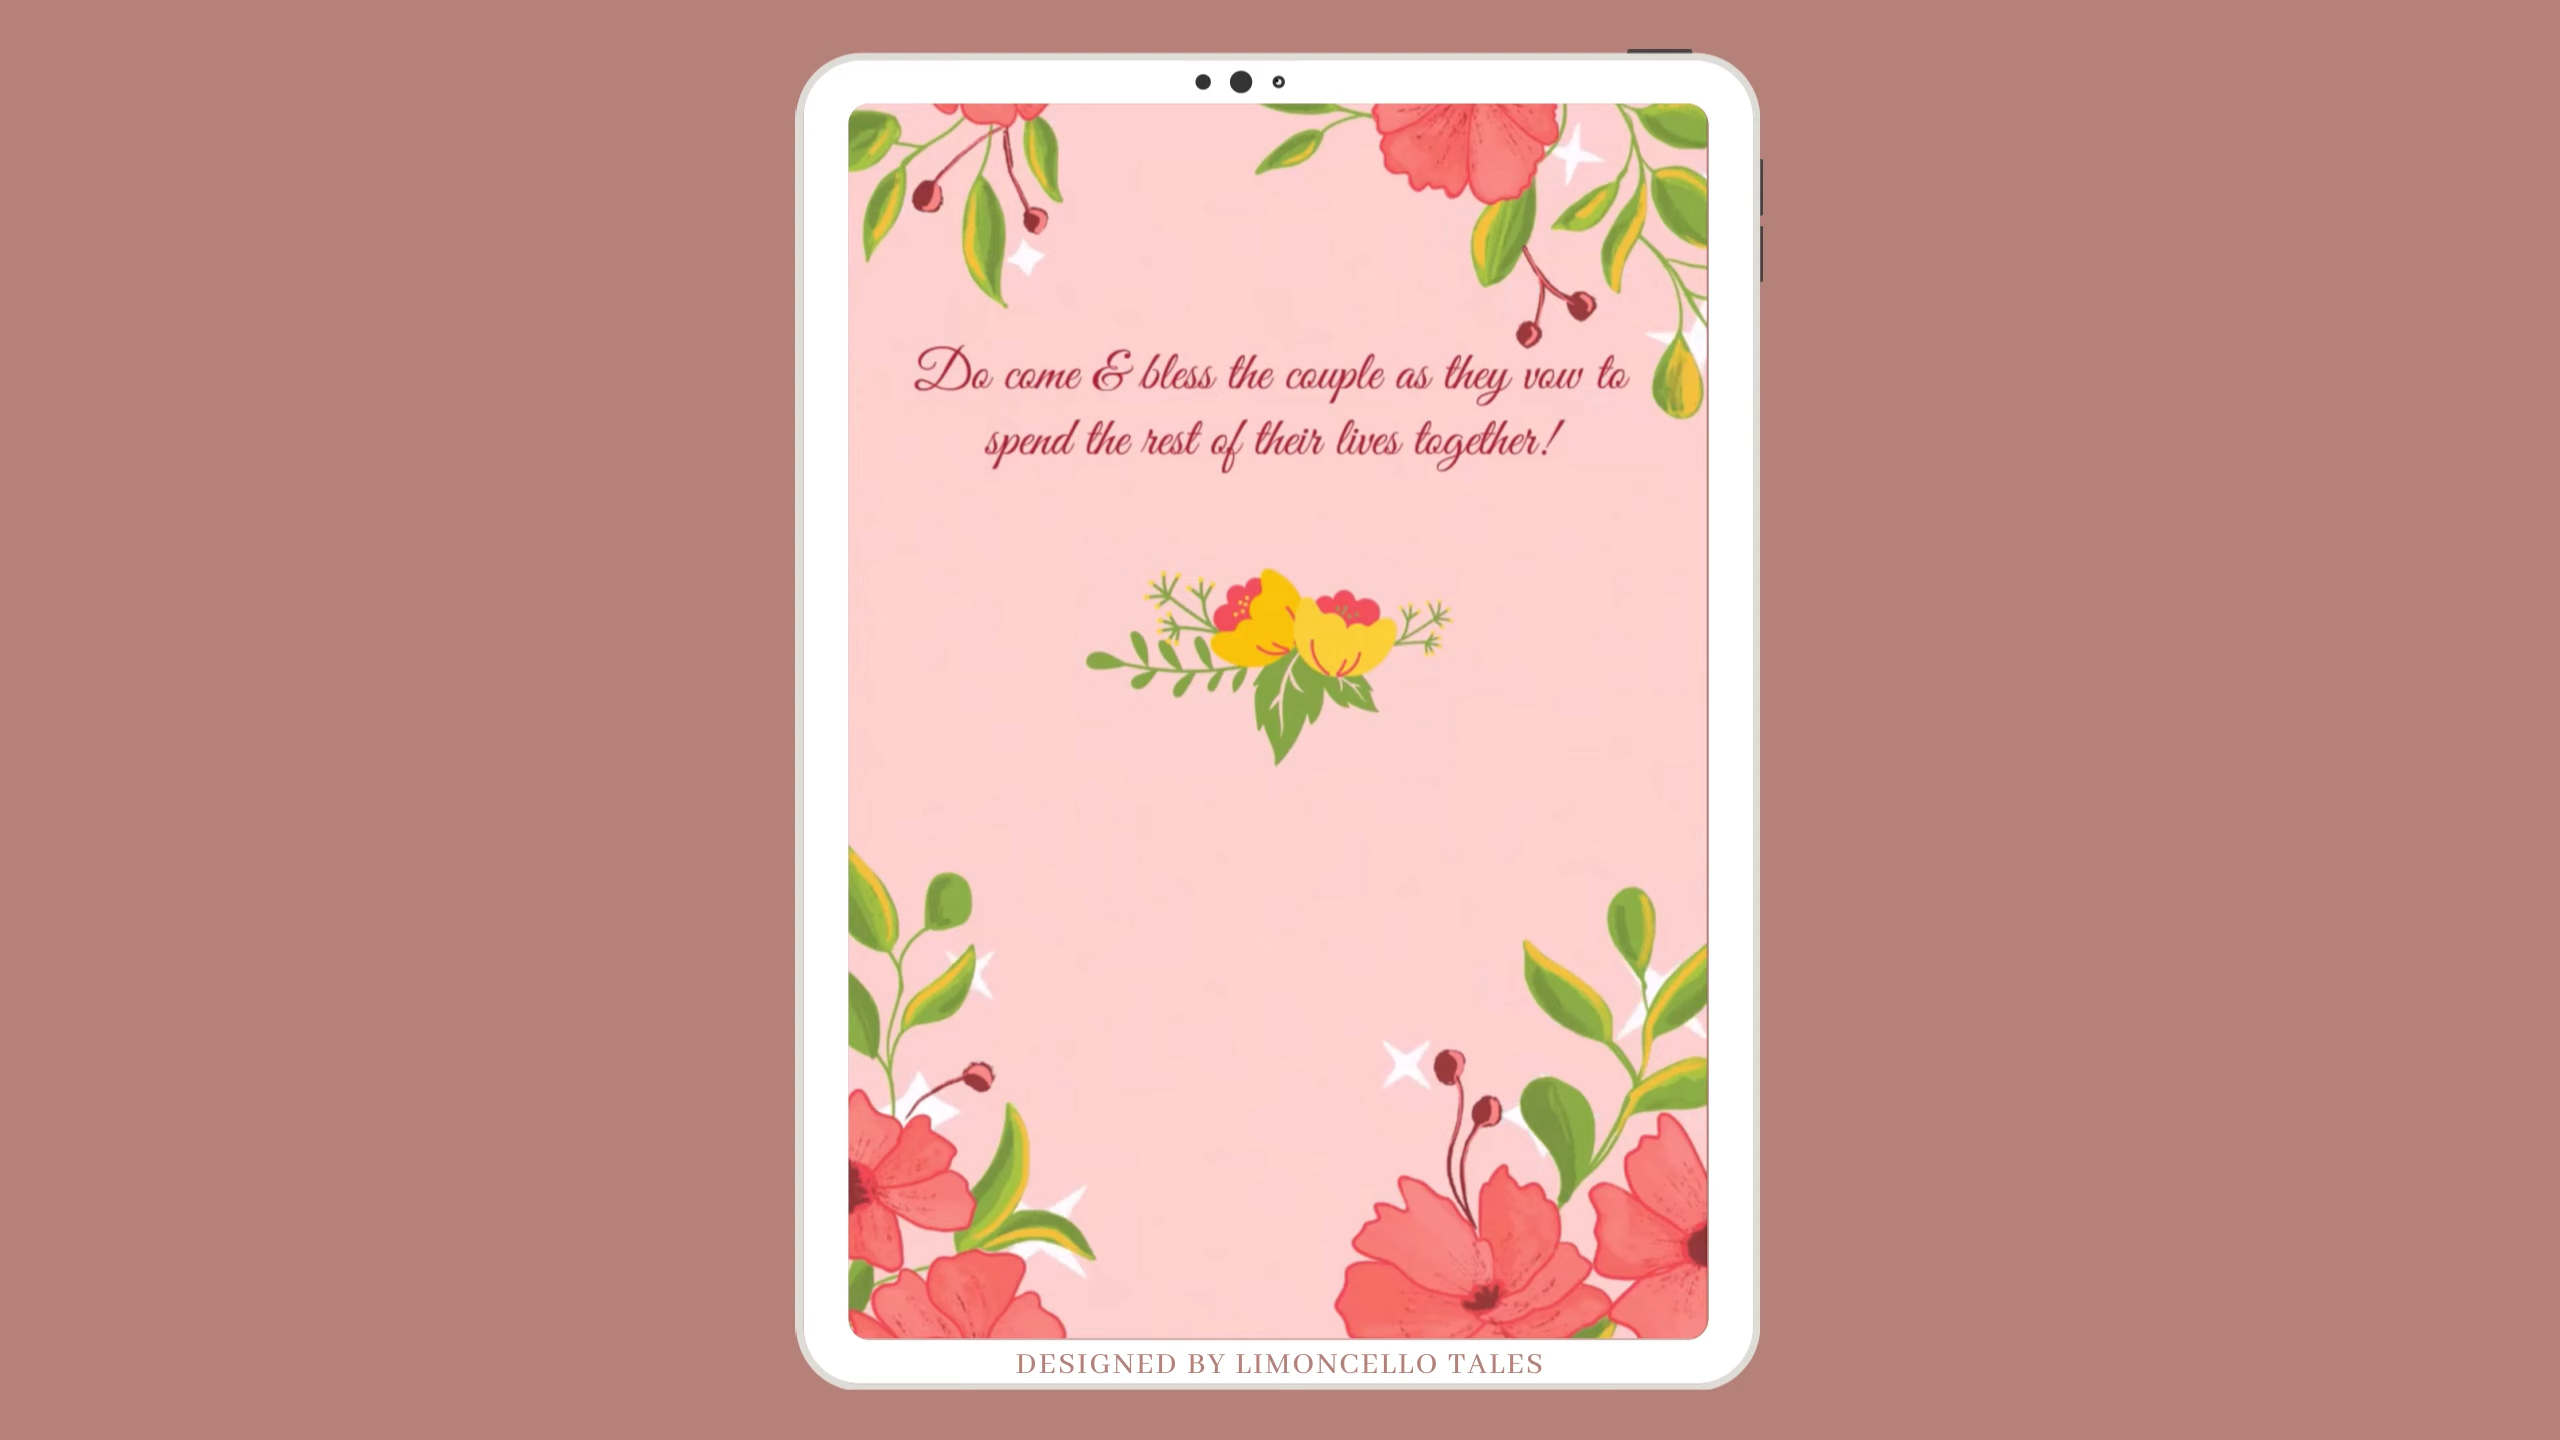 Do come & bless the couple as they vow to
spend the rest of their lives together!
DESIGNED BY LIMONCELLO TALES